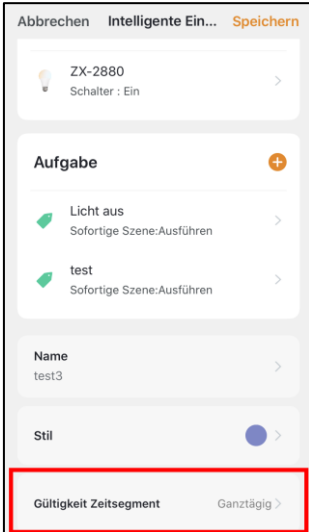 Abbrechen Intelligente Ein... Speichern
ZX-2880
Schalter : Ein
Aufgabe
Licht aus
Sofortige Szene:Ausführen
test
Sofortige Szene:Ausführen
Name
test3
Stil
Gültigkeit Zeitsegment Ganztägig